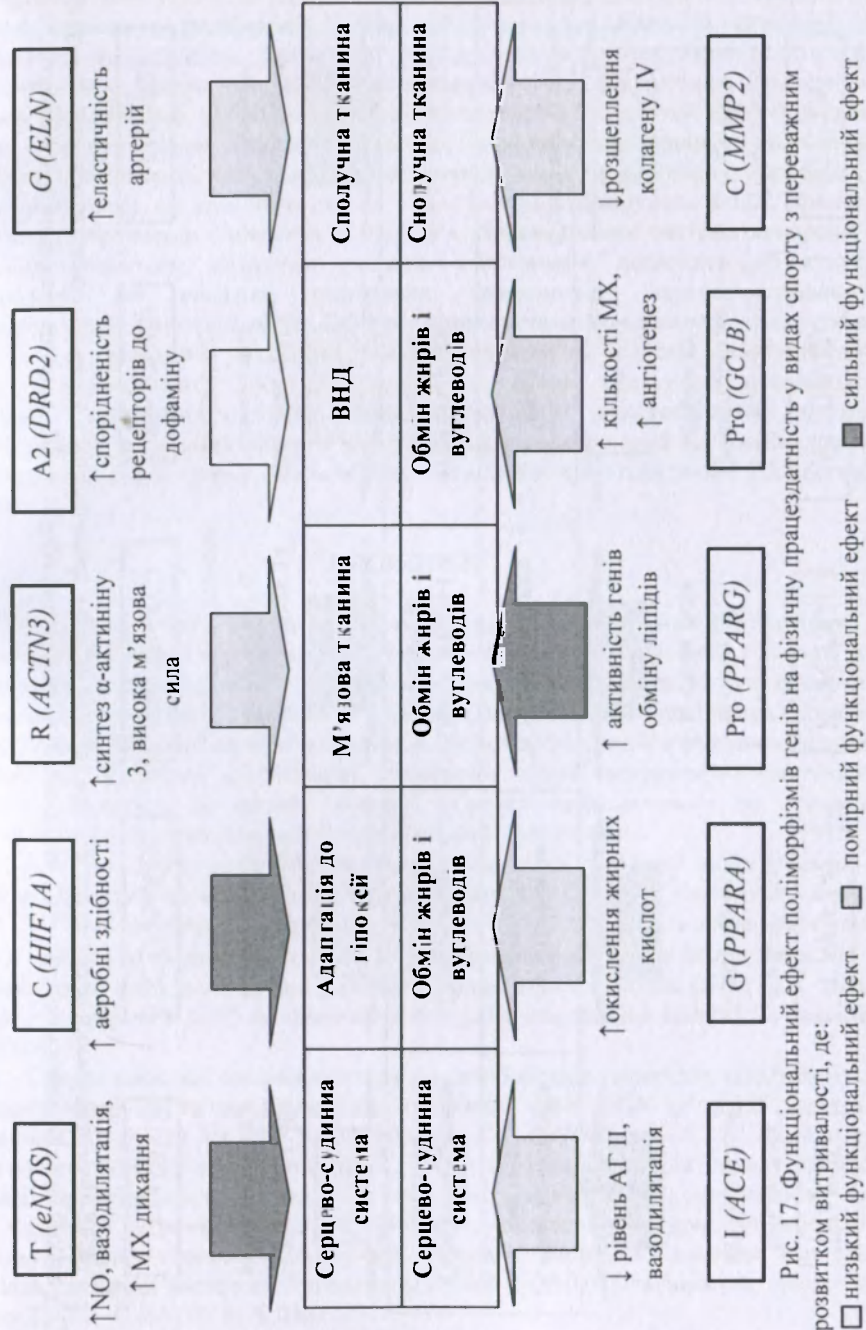 T (eNOS)
C (HIF1A)
R (ACTN3)
A2 (DRD2)
G (ELN)
↑NO, вазодилятація,
↑ МХ дихання
↑ аеробні здібності
↑синтез α-актиніну
3, висока м'язова
сила
↑спорідненість
рецепторів до
дофаміну
↑еластичність
артерій
Серцево-судинна
система
Адаптація до
гіпоксії
М'язова тканина
ВНД
Сполучна тканина
Серцево-судинна
система
Обмін жирів і
вуглеводів
Обмін жирів і
вуглеводів
Обмін жирів і
вуглеводів
Сполучна тканина
↓ рівень АГ II,
вазодилятація
↑окислення жирних
кислот
↑ активність генів
обміну ліпідів
↑ кількості МХ,
↑ ангіогенез
↓розщеплення
колагену IV
I (ACE)
G (PPARA)
Pro (PPARG)
Pro (GC1B)
C (MMP2)
Рис. 17. Функціональний ефект поліморфізмів генів на фізичну працездатність у видах спорту з переважним
розвитком витривалості, де:
низький функціональний ефект помірний функціональний ефект сильний функціональний ефект